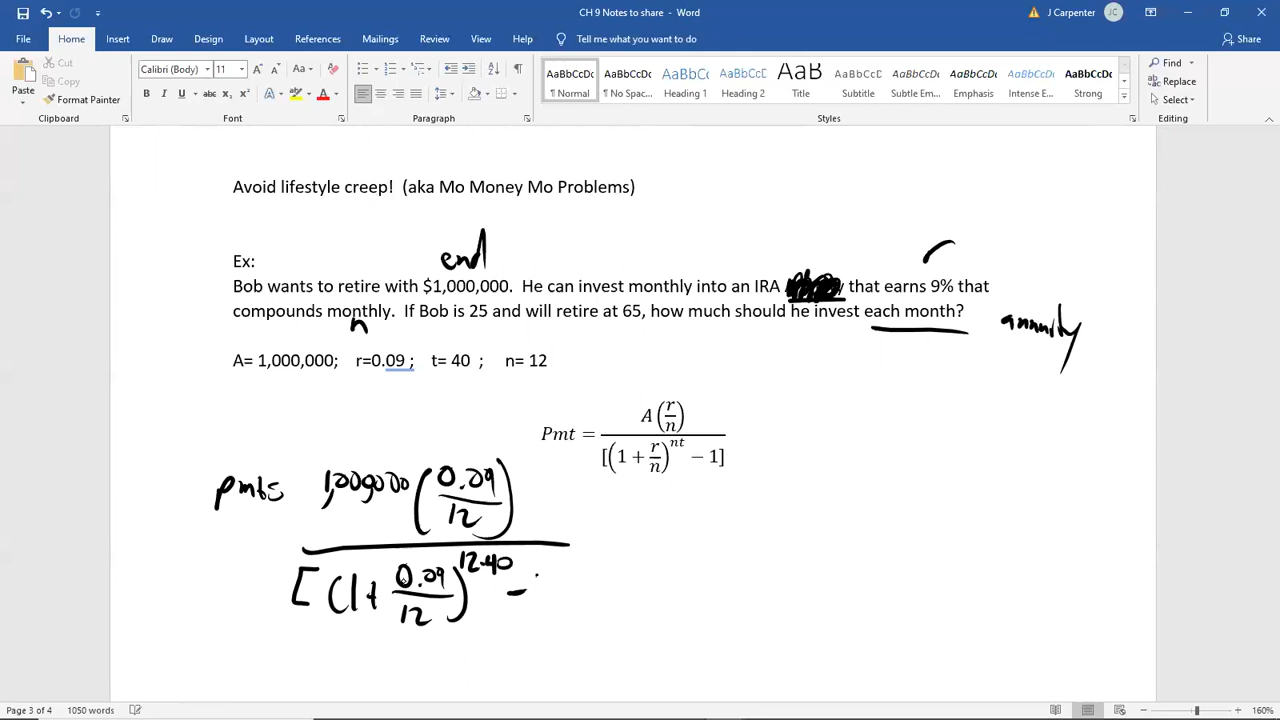 CH 9 Notes to share - Word
J Carpenter JC
File Home Insert Draw Design Layout References Mailings Review View Help Tell me what you want to do Share
Cut
Copy
Paste
Format Painter
Clipboard
Calibri (Body) 11
Font
Paragraph
AaBbCcDc AaBbCcDc AaBbCc AaBbCcD AaB AaBbCcD AaBbCcDt AaBbCcDt AaBbCcDt AaBbCcDc
¶ Normal ¶ No Spac... Heading 1 Heading 2 Title Subtitle Subtle Em... Emphasis Intense E... Strong
Styles
Find
Replace
Select
Editing
Avoid lifestyle creep! (aka Mo Money Mo Problems)
end r
Ex:
Bob wants to retire with $1,000,000. He can invest monthly into an IRA that earns 9% that
compounds monthly. If Bob is 25 and will retire at 65, how much should he invest each month?
n annuity
A= 1,000,000; r=0.09 ; t= 40 ; n= 12
Pmt = A(r/n) / [(1 + r/n)^nt − 1]
pmts 1,000,000 (0.09/12)
[(1+ 0.09/12)^12·40 -
Page 3 of 4 1050 words 160%